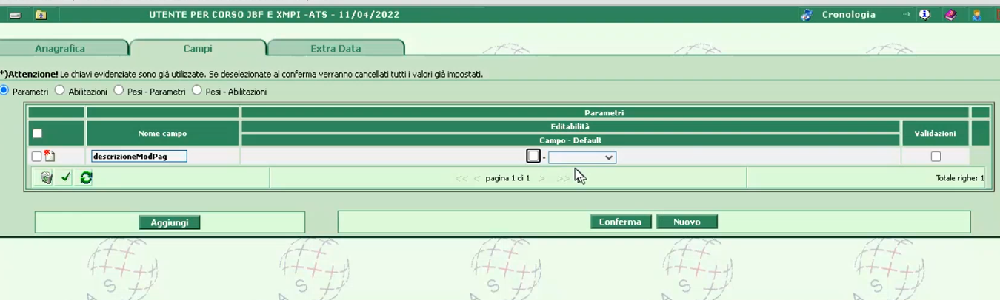 UTENTE PER CORSO JBF E XMPI -ATS - 11/04/2022
Cronologia
Anagrafica Campi Extra Data
*)Attenzione! Le chiavi evidenziate sono già utilizzate. Se deselezionate al conferma verranno cancellati tutti i valori già impostati.
Parametri Abilitazioni Pesi - Parametri Pesi - Abilitazioni
Parametri
Nome campo Editabilità Validazioni
Campo - Default
descrizioneModPag -
<< < pagina 1 di 1 > >> Totale righe: 1
Aggiungi Conferma Nuovo
S S S S